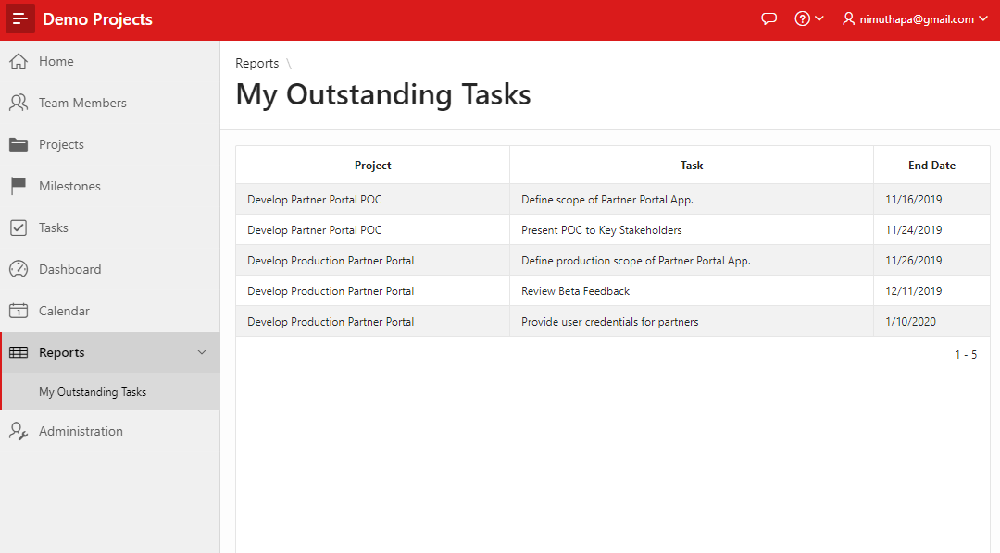 Demo Projects
nimuthapa@gmail.com
Home
Team Members
Projects
Milestones
Tasks
Dashboard
Calendar
Reports
My Outstanding Tasks
Administration
Reports \
My Outstanding Tasks
Project Task End Date
Develop Partner Portal POC Define scope of Partner Portal App. 11/16/2019
Develop Partner Portal POC Present POC to Key Stakeholders 11/24/2019
Develop Production Partner Portal Define production scope of Partner Portal App. 11/26/2019
Develop Production Partner Portal Review Beta Feedback 12/11/2019
Develop Production Partner Portal Provide user credentials for partners 1/10/2020
1 - 5